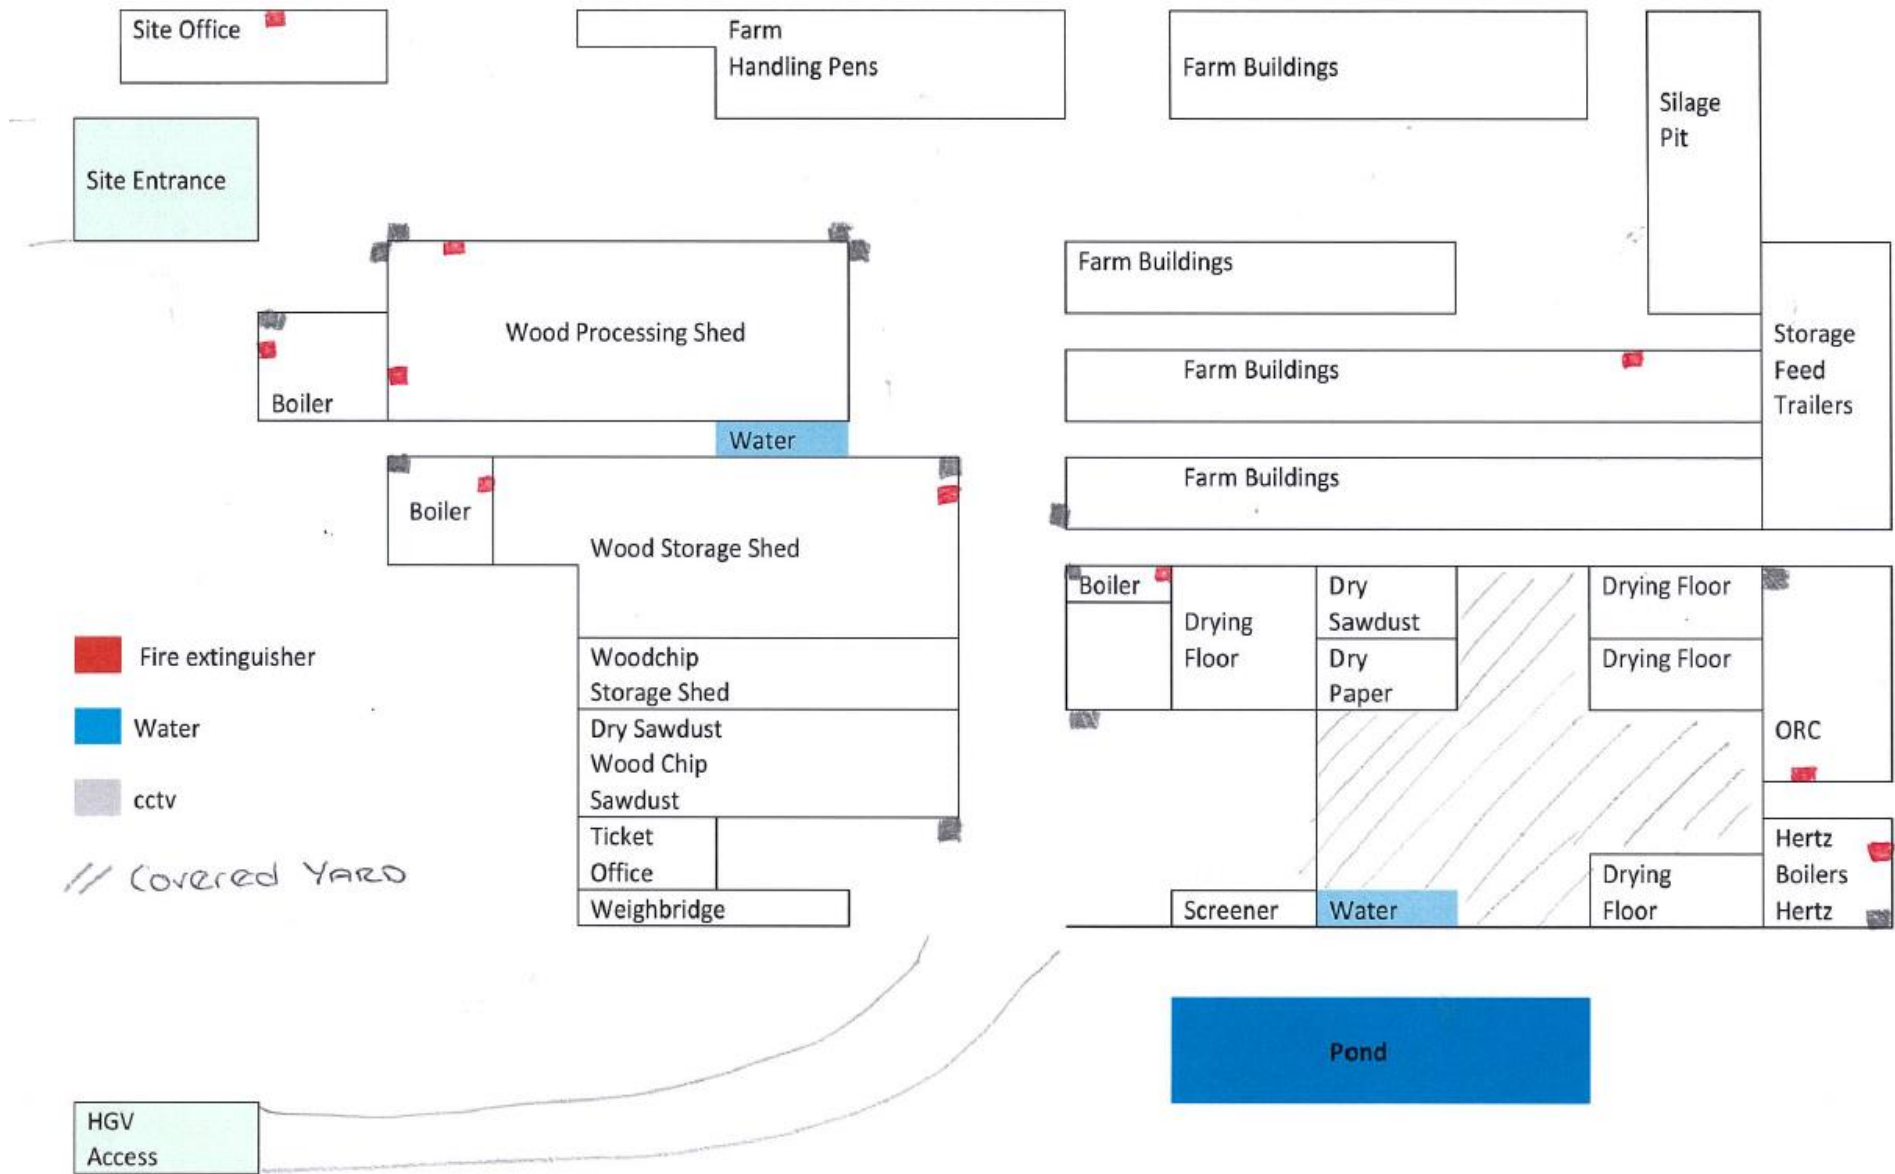 Site Office
Farm
Handling Pens
Farm Buildings
Silage
Pit
Site Entrance
Farm Buildings
Wood Processing Shed
Storage
Feed
Trailers
Farm Buildings
Boiler
Water
Farm Buildings
Boiler
Wood Storage Shed
Boiler
Drying
Floor
Dry
Sawdust
Drying Floor
Fire extinguisher
Woodchip
Storage Shed
Dry
Paper
Drying Floor
Water
Dry Sawdust
Wood Chip
Sawdust
ORC
cctv
Ticket
Office
Hertz
Boilers
Hertz
Covered YARD
Drying
Floor
Weighbridge
Screener
Water
Pond
HGV
Access